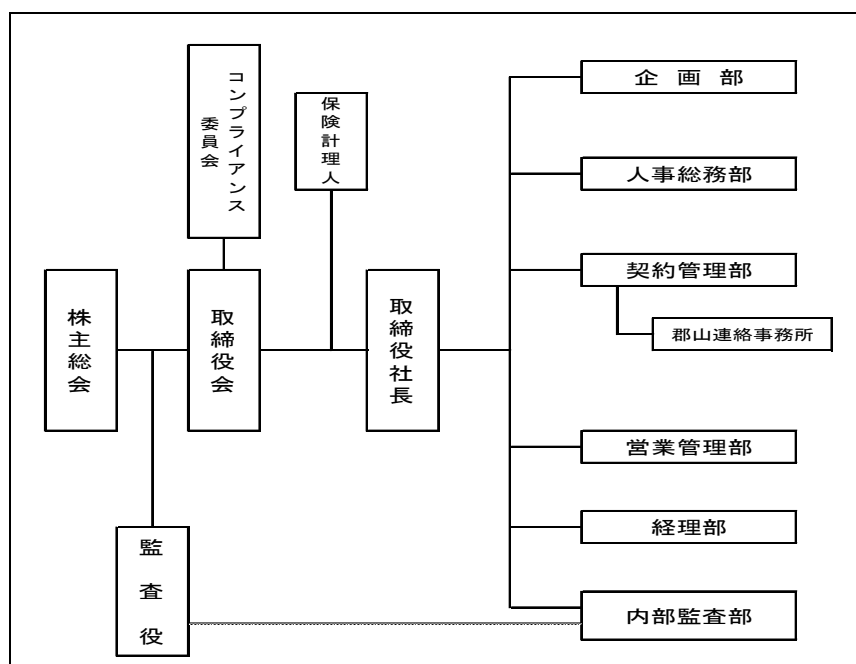 コンプライアンス
委員会
保険計理人
株主総会
取締役会
取締役社長
監査役
企画部
人事総務部
契約管理部
郡山連絡事務所
営業管理部
経理部
内部監査部